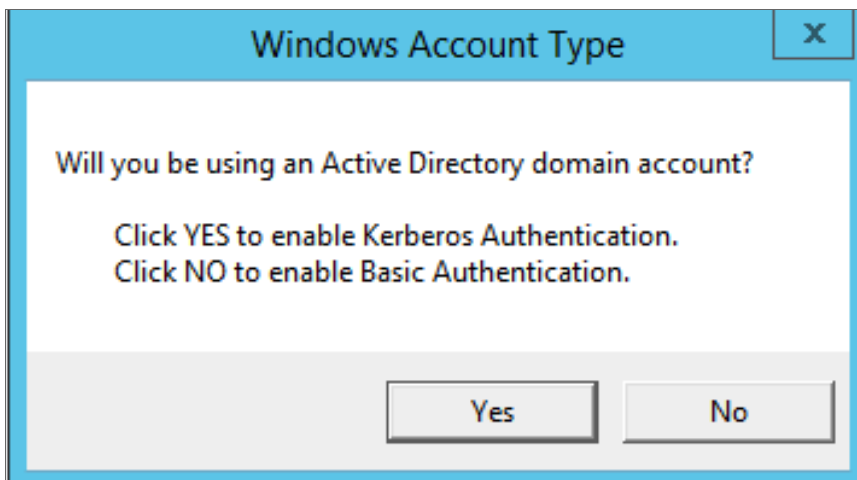 Windows Account Type
x
Will you be using an Active Directory domain account?
Click YES to enable Kerberos Authentication.
Click NO to enable Basic Authentication.
Yes
No